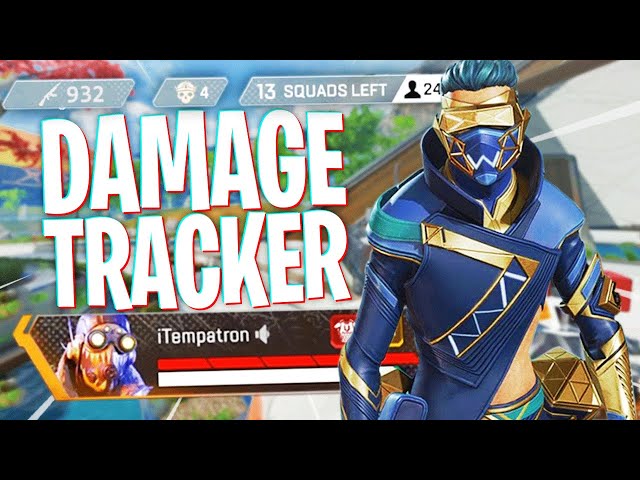 932
4
13 SQUADS LEFT
24
DAMAGE
TRACKER
iTempatron